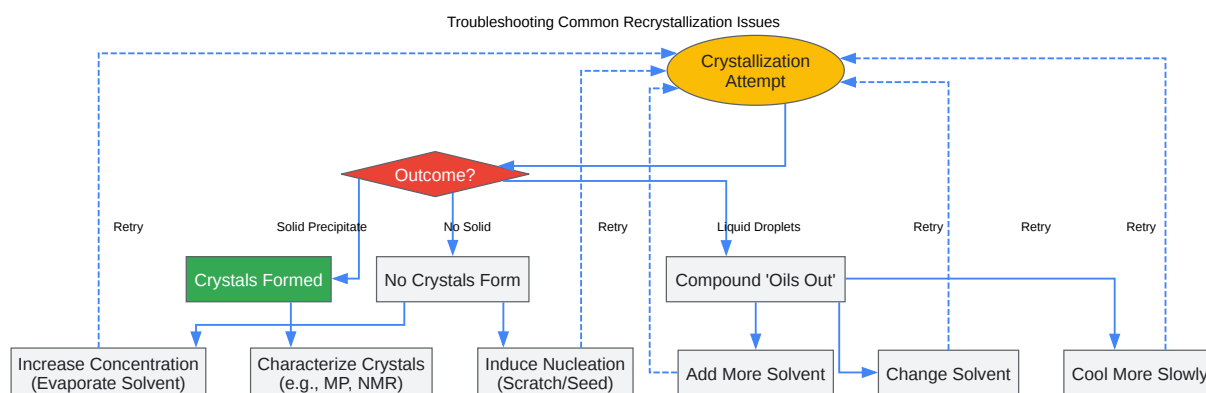 Troubleshooting Common Recrystallization Issues
Crystallization
Attempt
Outcome?
Retry
Solid Precipitate
No Solid
Retry
Liquid Droplets
Retry
Retry
Retry
Crystals Formed
No Crystals Form
Compound 'Oils Out'
Increase Concentration
(Evaporate Solvent)
Characterize Crystals
(e.g., MP, NMR)
Induce Nucleation
(Scratch/Seed)
Add More Solvent
Change Solvent
Cool More Slowly